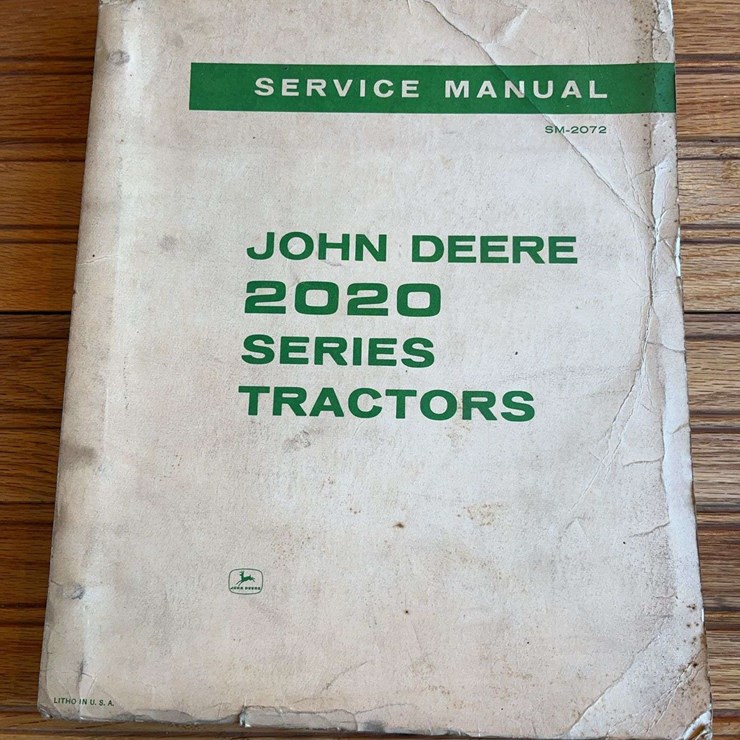 SERVICE MANUAL
SM-2072
JOHN DEERE
2020
SERIES
TRACTORS
JOHN DEERE
LITHO IN U. S. A.